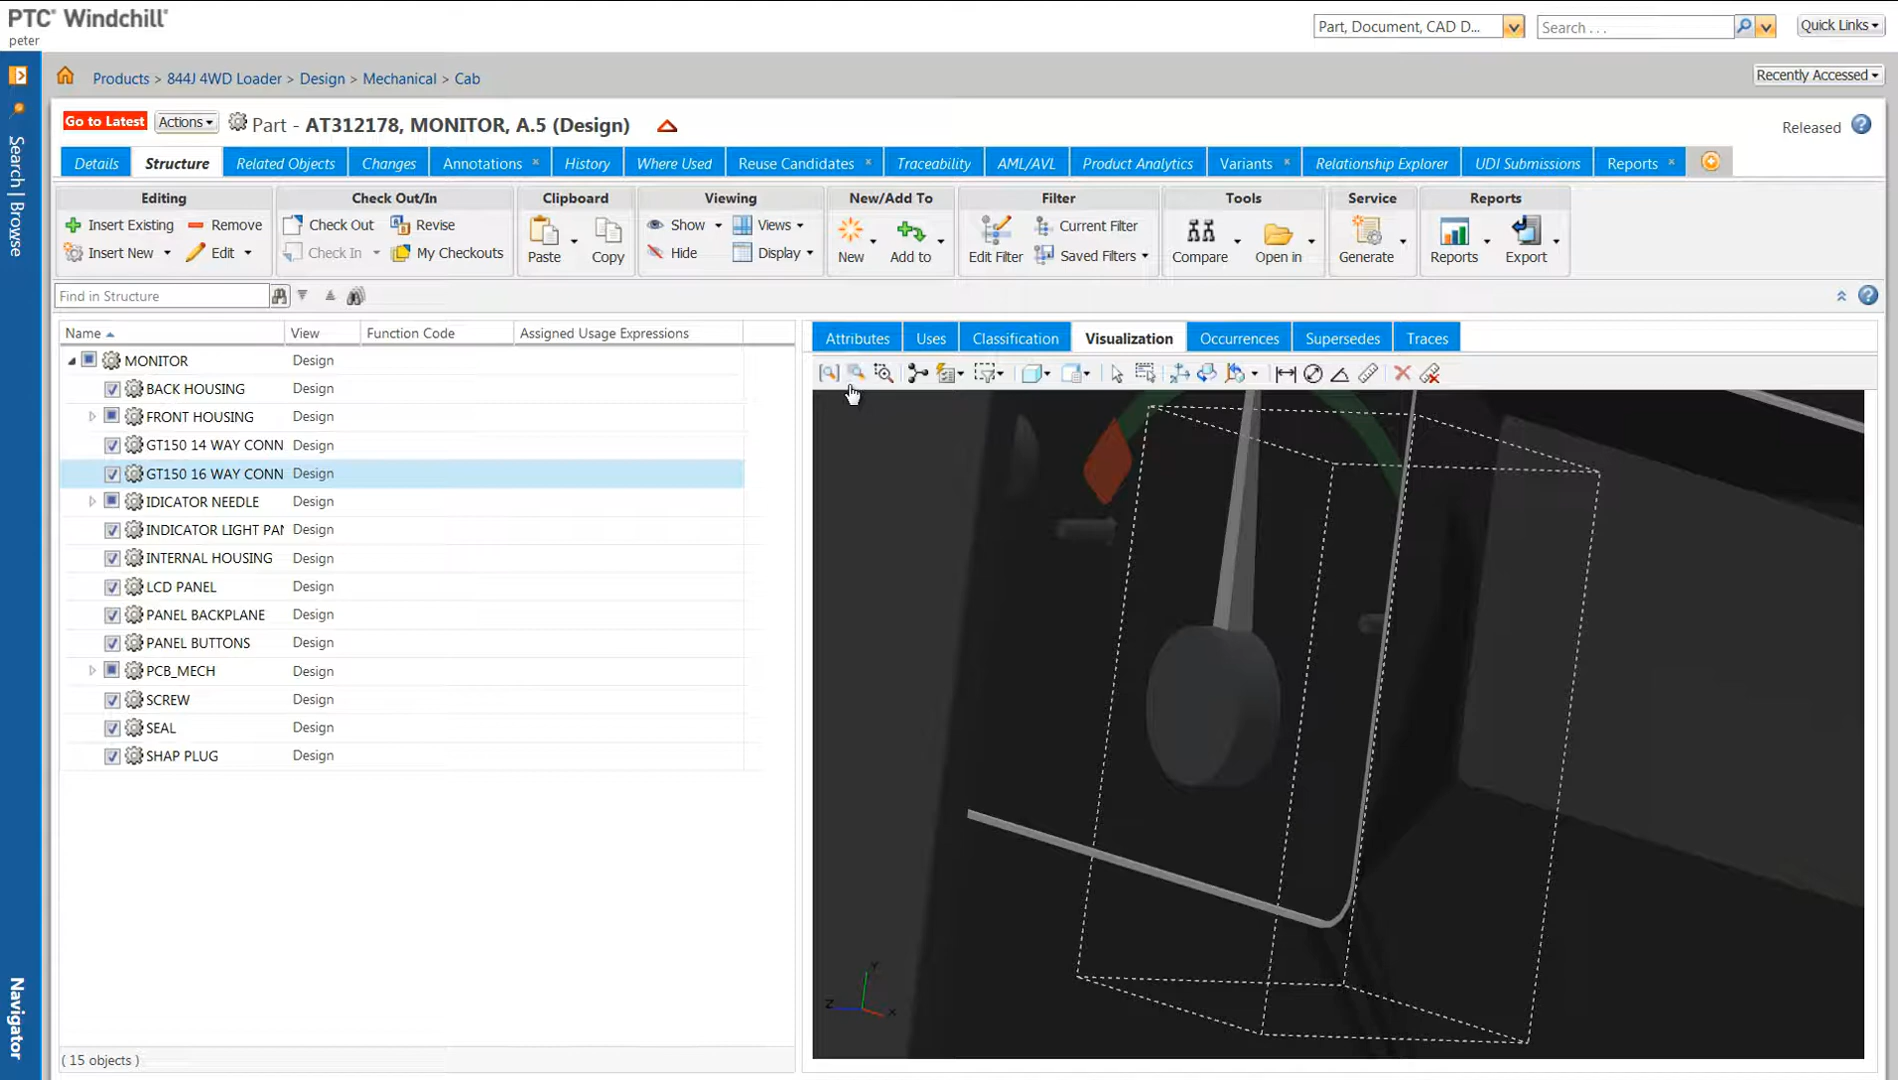 PTC® Windchill®
peter
Part, Document, CAD D...
Search . . .
Quick Links
Products > 844J 4WD Loader > Design > Mechanical > Cab
Recently Accessed
Go to Latest
Actions
Part - AT312178, MONITOR, A.5 (Design)
Released
Details
Structure
Related Objects
Changes
Annotations
History
Where Used
Reuse Candidates
Traceability
AML/AVL
Product Analytics
Variants
Relationship Explorer
UDI Submissions
Reports
Editing
Check Out/In
Clipboard
Viewing
New/Add To
Filter
Tools
Service
Reports
Insert Existing
Remove
Insert New
Edit
Check Out
Revise
Check In
My Checkouts
Paste
Copy
Show
Views
Hide
Display
New
Add to
Edit Filter
Current Filter
Saved Filters
Compare
Open in
Generate
Reports
Export
Search | Browse
Navigator
Find in Structure
Name View Function Code Assigned Usage Expressions
MONITOR Design
BACK HOUSING Design
FRONT HOUSING Design
GT150 14 WAY CONN Design
GT150 16 WAY CONN Design
IDICATOR NEEDLE Design
INDICATOR LIGHT PAN Design
INTERNAL HOUSING Design
LCD PANEL Design
PANEL BACKPLANE Design
PANEL BUTTONS Design
PCB_MECH Design
SCREW Design
SEAL Design
SHAP PLUG Design
( 15 objects )
Attributes
Uses
Classification
Visualization
Occurrences
Supersedes
Traces
Y
Z
X